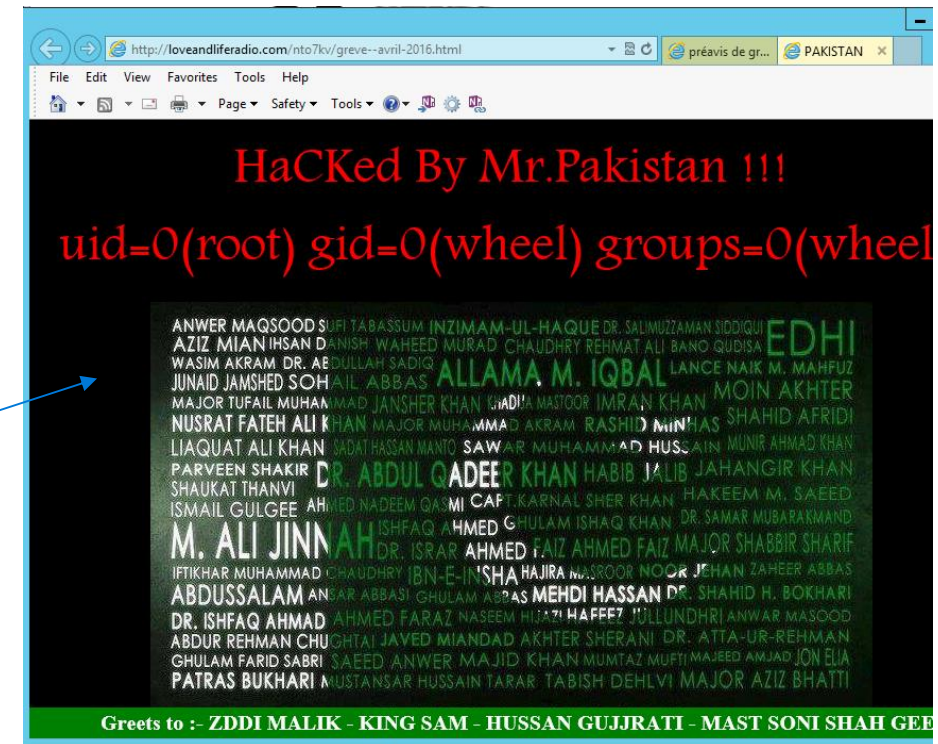 http://loveandliferadio.com/nto7kv/greve--avril-2016.html
préavis de gr...
PAKISTAN
File Edit View Favorites Tools Help
Page Safety Tools
HaCKed By Mr.Pakistan !!!
uid=0(root) gid=0(wheel) groups=0(wheel
ANWER MAQSOOD SUFI TABASSUM INZIMAM-UL-HAQUE DR. SALIMUZZAMAN SIDDIQUI EDHI
AZIZ MIAN IHSAN DANISH WAHEED MURAD CHAUDHRY REHMAT ALI BANO QUDISA
WASIM AKRAM DR. ABDULLAH SADIQ ALLAMA M. IQBAL LANCE NAIK M. MAHFUZ
JUNAID JAMSHED SOHAIL ABBAS MOIN AKHTER
MAJOR TUFAIL MUHAMMAD JANSHER KHAN KHADIJA MASTOOR IMRAN KHAN
NUSRAT FATEH ALI KHAN MAJOR MUHAMMAD AKRAM RASHID MINHAS SHAHID AFRIDI
LIAQUAT ALI KHAN SADAT HASSAN MANTO SAWAR MUHAMMAD HUSSAIN MUNIR AHMAD KHAN
PARVEEN SHAKIR DR. ABDUL QADEER KHAN HABIB JALIB JAHANGIR KHAN
SHAUKAT THANVI
ISMAIL GULGEE AHMED NADEEM QASMI CAPT KARNAL SHER KHAN HAKEEM M. SAEED
M. ALI JINNAH ISHFAQ AHMED GHULAM ISHAQ KHAN DR. SAMAR MUBARAKMAND
DR. ISRAR AHMED FAIZ AHMED FAIZ MAJOR SHABBIR SHARIF
IFTIKHAR MUHAMMAD CHAUDHRY IBN-E-INSHA HAJIRA MASROOR NOOR JEHAN ZAHEER ABBAS
ABDUSSALAM ANSAR ABBASI GHULAM ABBAS MEHDI HASSAN DR. SHAHID H. BOKHARI
DR. ISHFAQ AHMAD AHMED FARAZ NASEEM HIJAZI HAFEEZ JULLUNDHRI ANWAR MASOOD
ABDUR REHMAN CHUGHTAI JAVED MIANDAD AKHTER SHERANI DR. ATTA-UR-REHMAN
GHULAM FARID SABRI SAEED ANWER MAJID KHAN MUMTAZ MUFTI MAJEED AMJAD JON ELIA
PATRAS BUKHARI MUSTANSAR HUSSAIN TARAR TABISH DEHLVI MAJOR AZIZ BHATTI
Greets to :- ZDDI MALIK - KING SAM - HUSSAN GUJJRATI - MAST SONI SHAH GEE